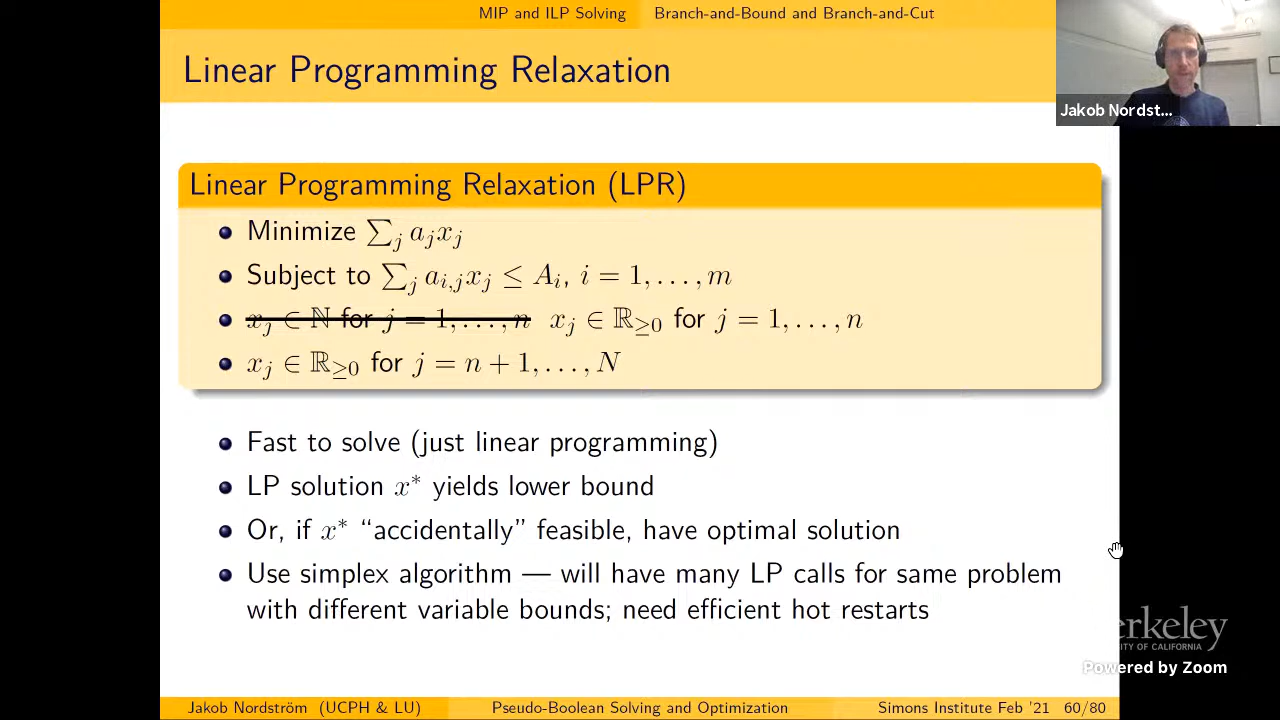 MIP and ILP Solving Branch-and-Bound and Branch-and-Cut
Linear Programming Relaxation
Jakob Nordst...
Linear Programming Relaxation (LPR)
Minimize ∑_j a_j x_j
Subject to ∑_j a_{i,j} x_j ≤ A_i, i = 1, . . . , m
x_j ∈ ℕ for j = 1, . . . , n x_j ∈ ℝ_{≥0} for j = 1, . . . , n
x_j ∈ ℝ_{≥0} for j = n + 1, . . . , N
Fast to solve (just linear programming)
LP solution x* yields lower bound
Or, if x* “accidentally” feasible, have optimal solution
Use simplex algorithm — will have many LP calls for same problem
with different variable bounds; need efficient hot restarts
erkeley
ITY OF CALIFORNIA
Powered by Zoom
Jakob Nordström (UCPH & LU) Pseudo-Boolean Solving and Optimization Simons Institute Feb '21 60/80